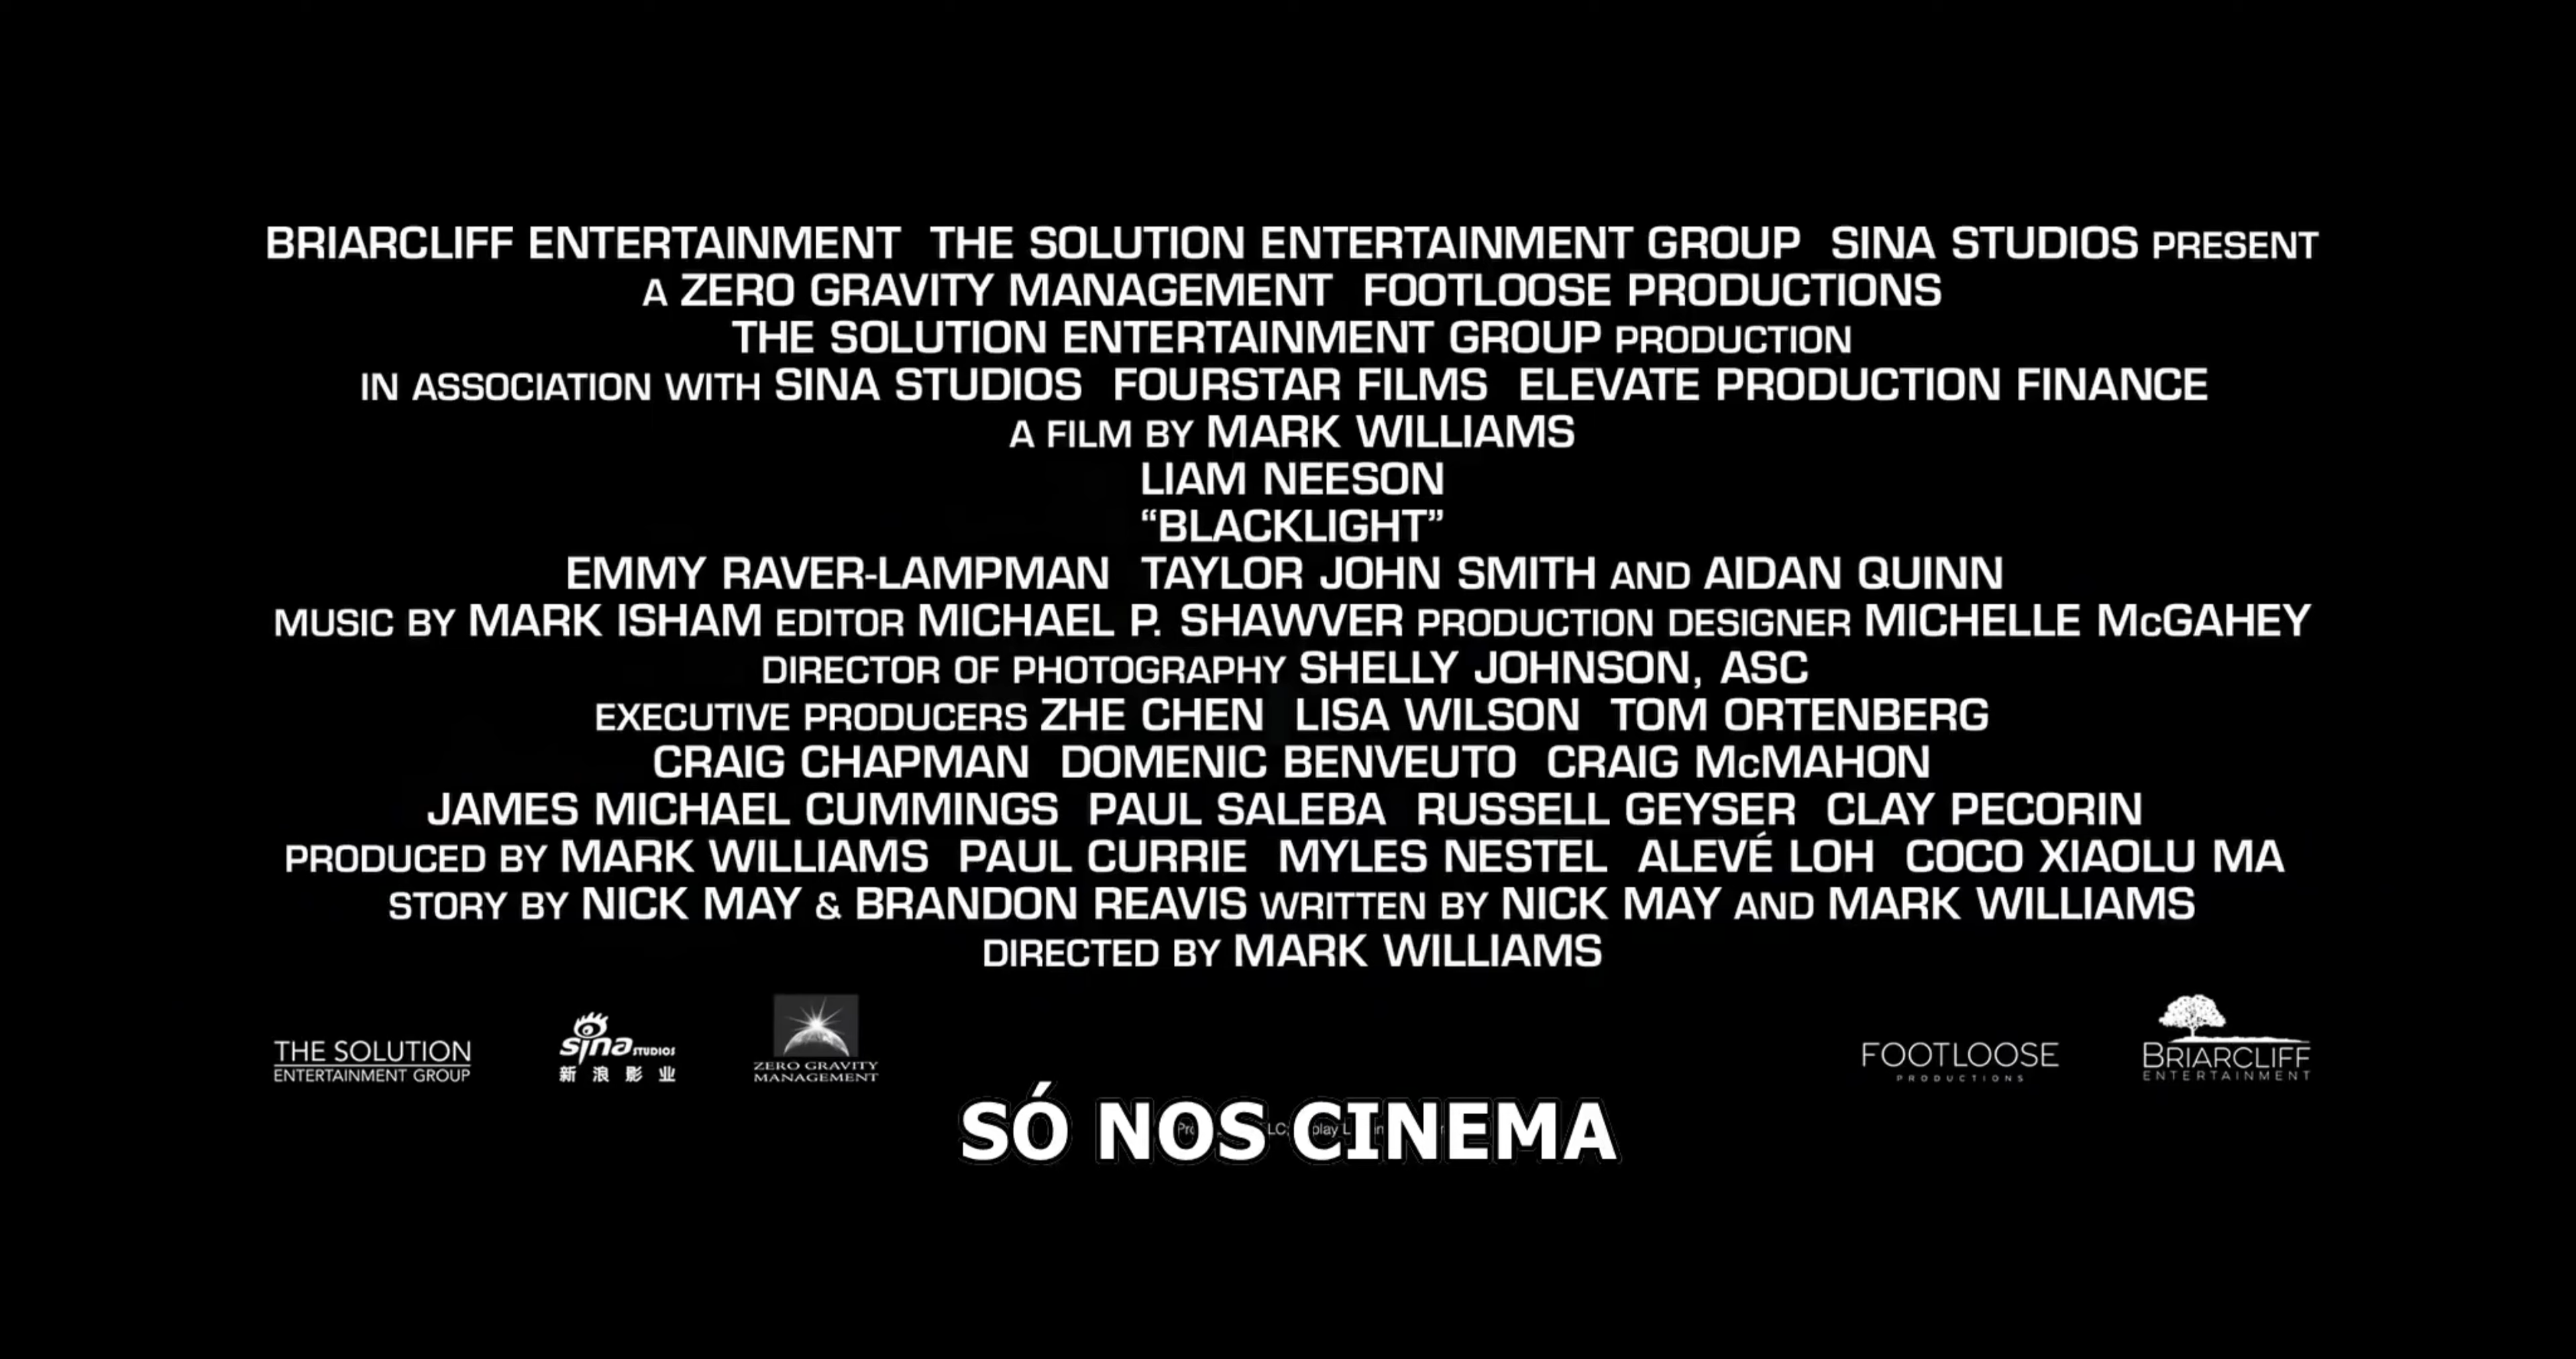 BRIARCLIFF ENTERTAINMENT THE SOLUTION ENTERTAINMENT GROUP SINA STUDIOS PRESENT
A ZERO GRAVITY MANAGEMENT FOOTLOOSE PRODUCTIONS
THE SOLUTION ENTERTAINMENT GROUP PRODUCTION
IN ASSOCIATION WITH SINA STUDIOS FOURSTAR FILMS ELEVATE PRODUCTION FINANCE
A FILM BY MARK WILLIAMS
LIAM NEESON
“BLACKLIGHT”
EMMY RAVER-LAMPMAN TAYLOR JOHN SMITH AND AIDAN QUINN
MUSIC BY MARK ISHAM EDITOR MICHAEL P. SHAWVER PRODUCTION DESIGNER MICHELLE McGAHEY
DIRECTOR OF PHOTOGRAPHY SHELLY JOHNSON, ASC
EXECUTIVE PRODUCERS ZHE CHEN LISA WILSON TOM ORTENBERG
CRAIG CHAPMAN DOMENIC BENVEUTO CRAIG McMAHON
JAMES MICHAEL CUMMINGS PAUL SALEBA RUSSELL GEYSER CLAY PECORIN
PRODUCED BY MARK WILLIAMS PAUL CURRIE MYLES NESTEL ALEVÉ LOH COCO XIAOLU MA
STORY BY NICK MAY & BRANDON REAVIS WRITTEN BY NICK MAY AND MARK WILLIAMS
DIRECTED BY MARK WILLIAMS
THE SOLUTION
ENTERTAINMENT GROUP
sina STUDIOS
新浪影业
ZERO GRAVITY
MANAGEMENT
FOOTLOOSE
PRODUCTIONS
BRIARCLIFF
ENTERTAINMENT
SÓ NOS CINEMA